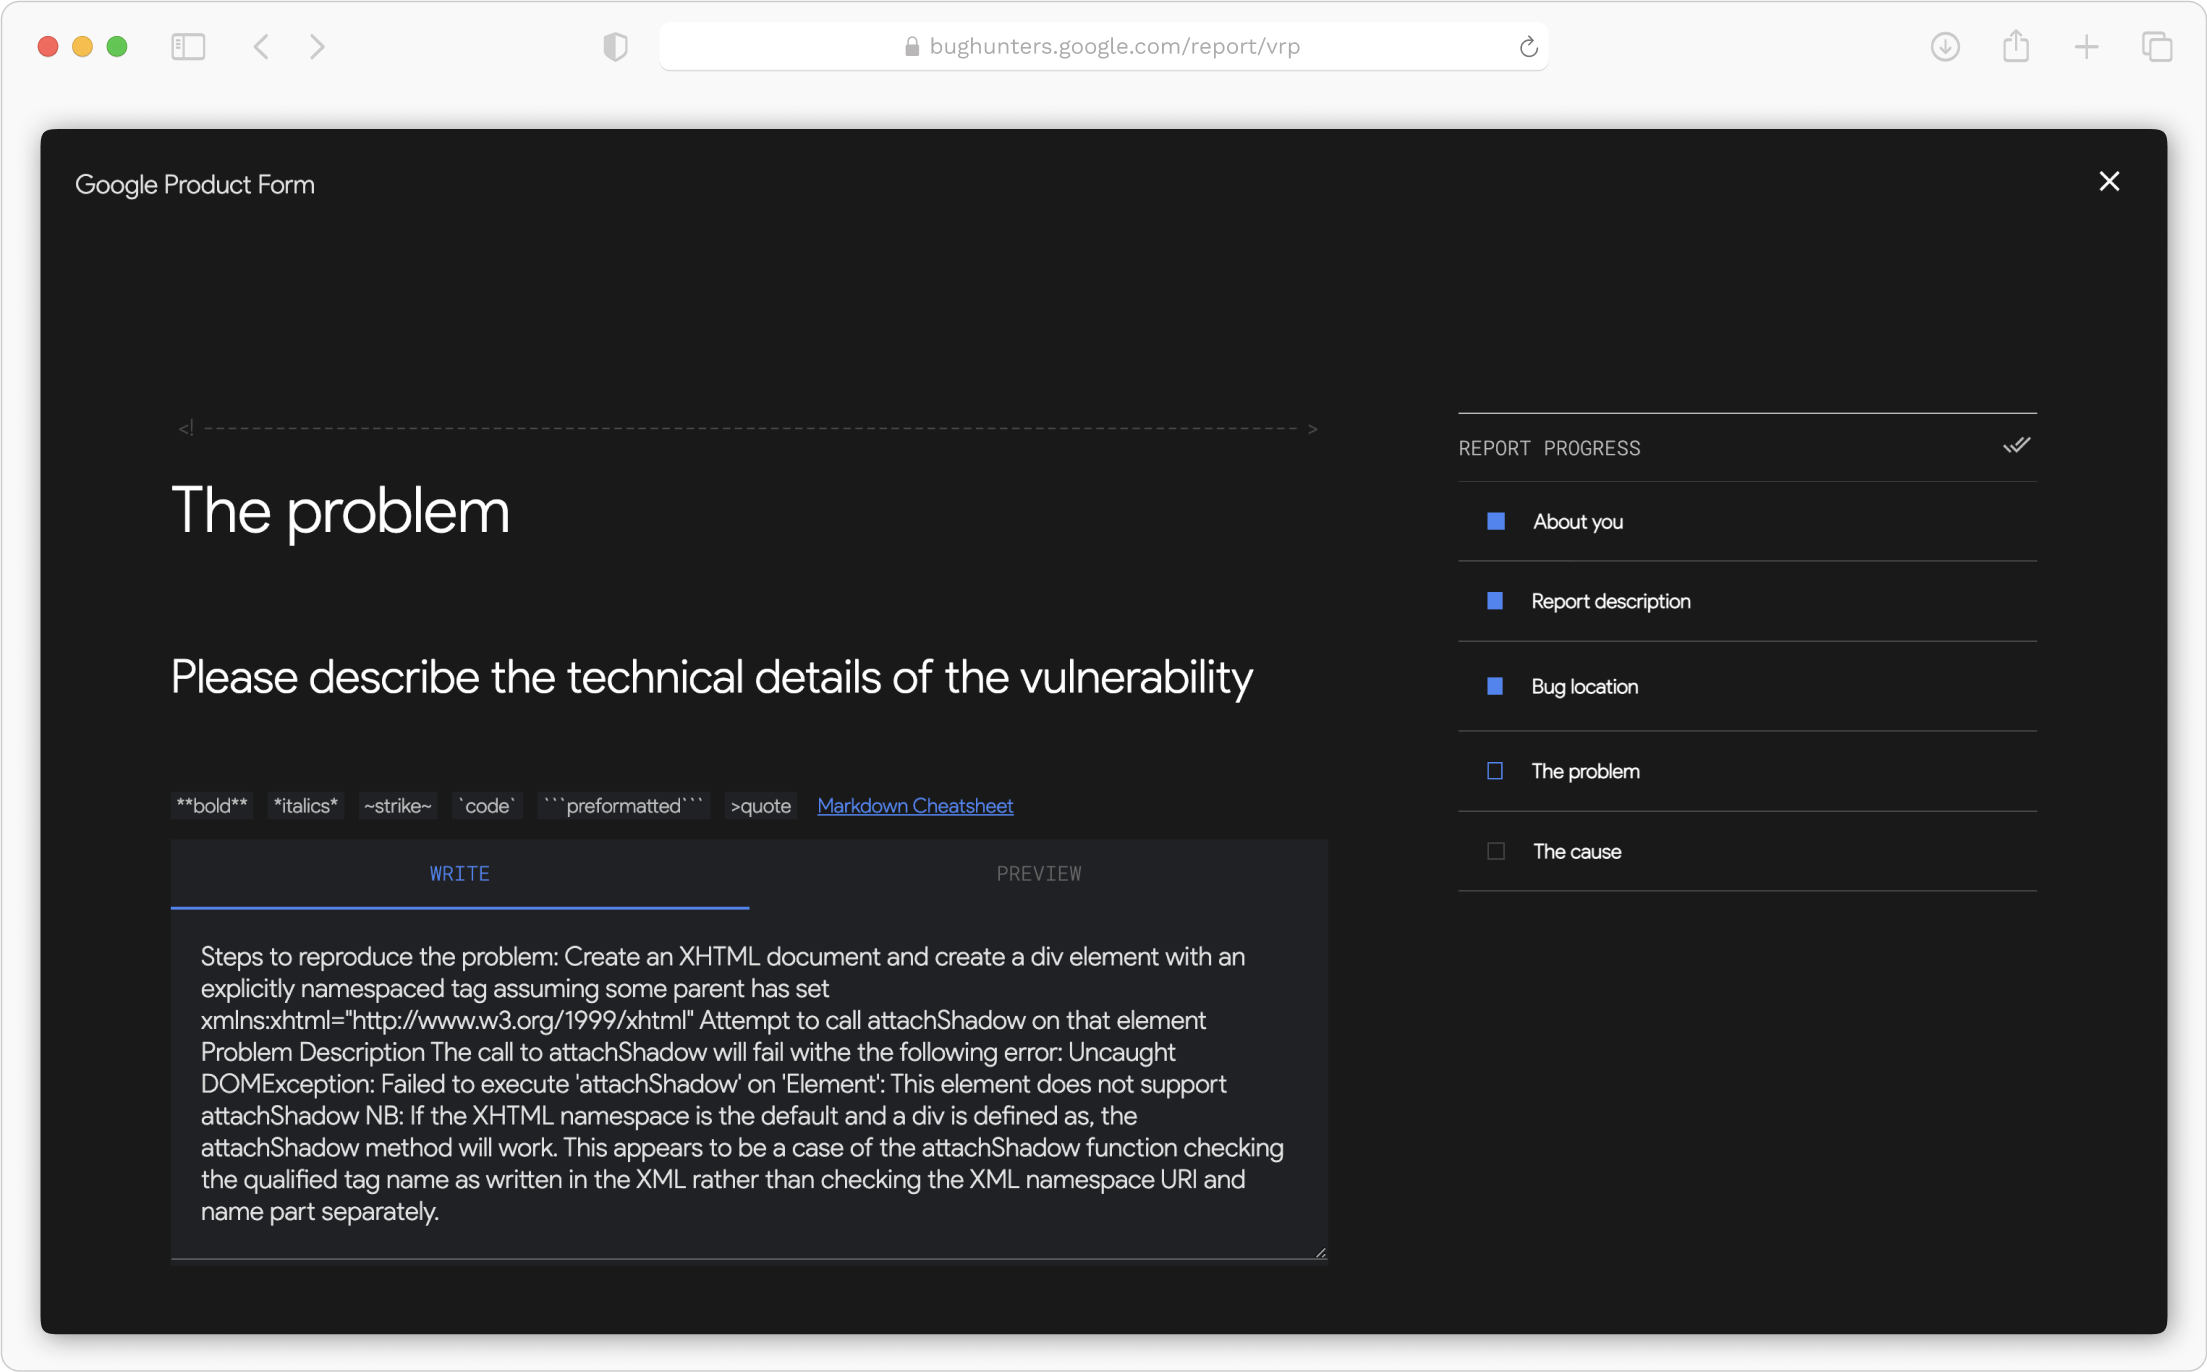 bughunters.google.com/report/vrp
Google Product Form
<! >
The problem
Please describe the technical details of the vulnerability
**bold** *italics* ~strike~ `code` ```preformatted``` >quote Markdown Cheatsheet
WRITE PREVIEW
Steps to reproduce the problem: Create an XHTML document and create a div element with an
explicitly namespaced tag assuming some parent has set
xmlns:xhtml="http://www.w3.org/1999/xhtml" Attempt to call attachShadow on that element
Problem Description The call to attachShadow will fail withe the following error: Uncaught
DOMException: Failed to execute 'attachShadow' on 'Element': This element does not support
attachShadow NB: If the XHTML namespace is the default and a div is defined as, the
attachShadow method will work. This appears to be a case of the attachShadow function checking
the qualified tag name as written in the XML rather than checking the XML namespace URI and
name part separately.
REPORT PROGRESS
About you
Report description
Bug location
The problem
The cause